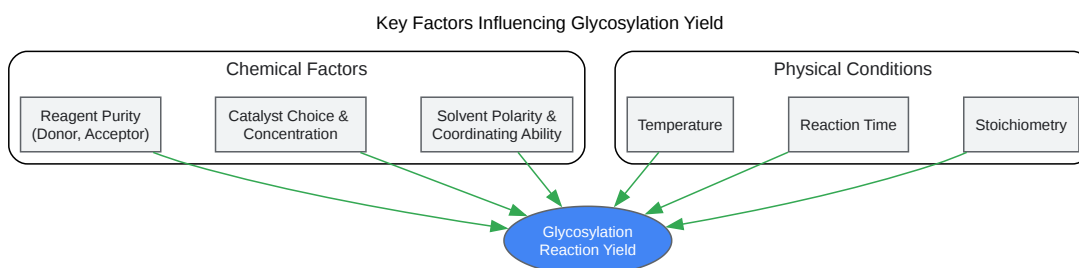 Key Factors Influencing Glycosylation Yield
Chemical Factors
Physical Conditions
Reagent Purity
(Donor, Acceptor)
Catalyst Choice &
Concentration
Solvent Polarity &
Coordinating Ability
Temperature
Reaction Time
Stoichiometry
Glycosylation
Reaction Yield